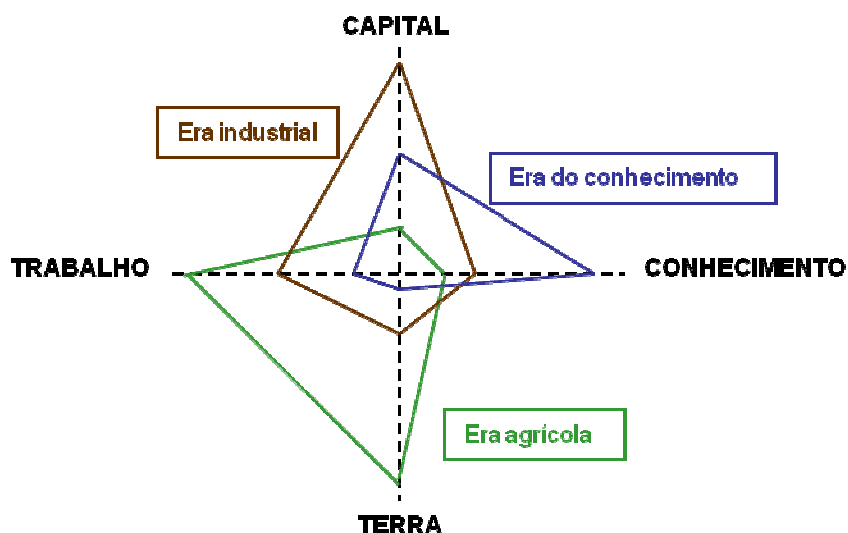 CAPITAL
Era industrial
Era do conhecimento
TRABALHO
CONHECIMENTO
Era agrícola
TERRA